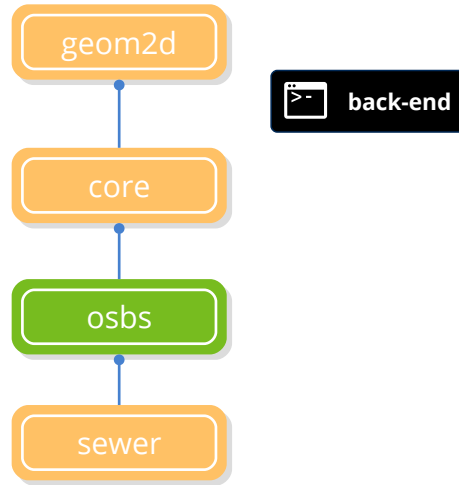 geom2d
>-
back-end
core
osbs
sewer